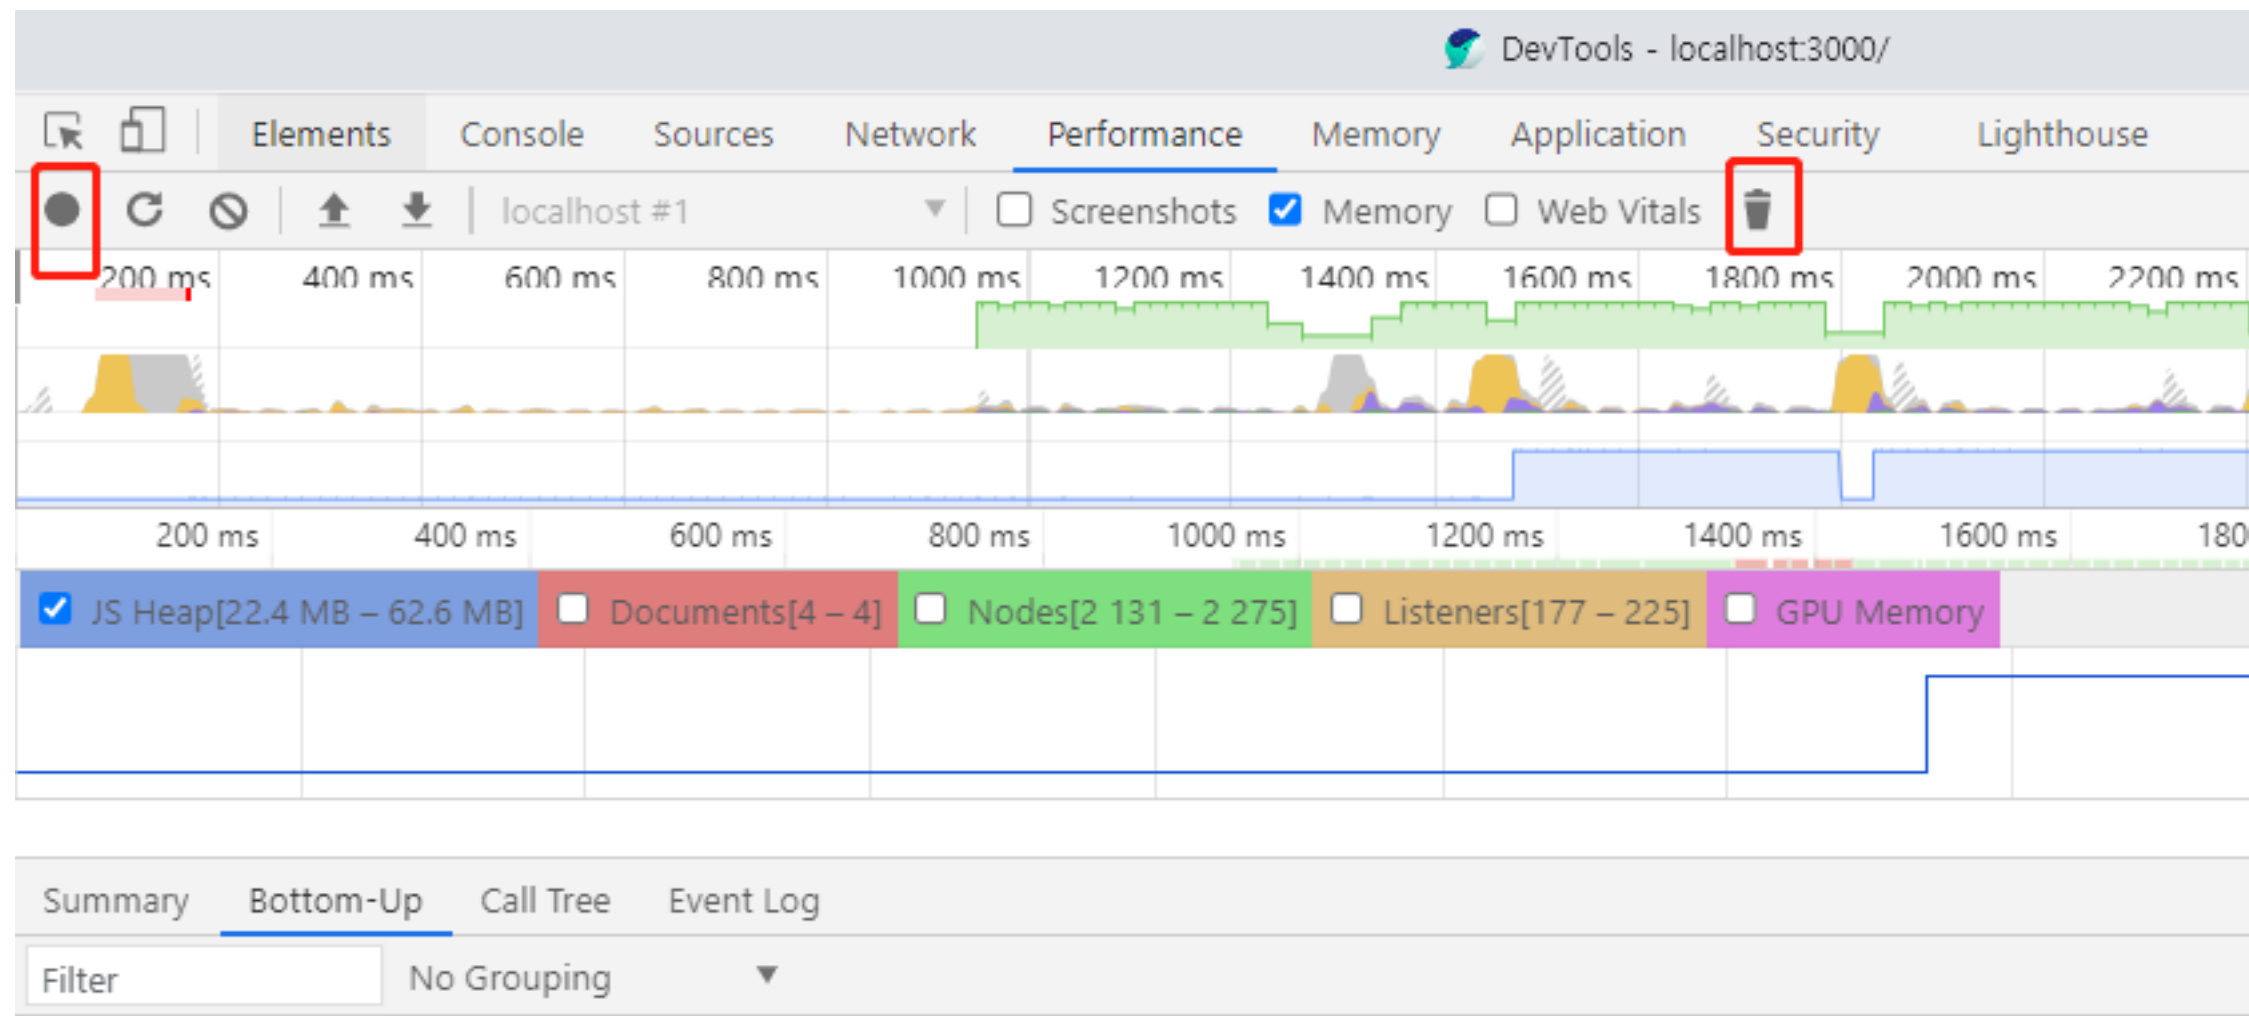 DevTools - localhost:3000/
Elements Console Sources Network Performance Memory Application Security Lighthouse
localhost #1 Screenshots Memory Web Vitals
200 ms 400 ms 600 ms 800 ms 1000 ms 1200 ms 1400 ms 1600 ms 1800 ms 2000 ms 2200 ms
200 ms 400 ms 600 ms 800 ms 1000 ms 1200 ms 1400 ms 1600 ms 180
JS Heap[22.4 MB – 62.6 MB] Documents[4 – 4] Nodes[2 131 – 2 275] Listeners[177 – 225] GPU Memory
Summary Bottom-Up Call Tree Event Log
Filter No Grouping